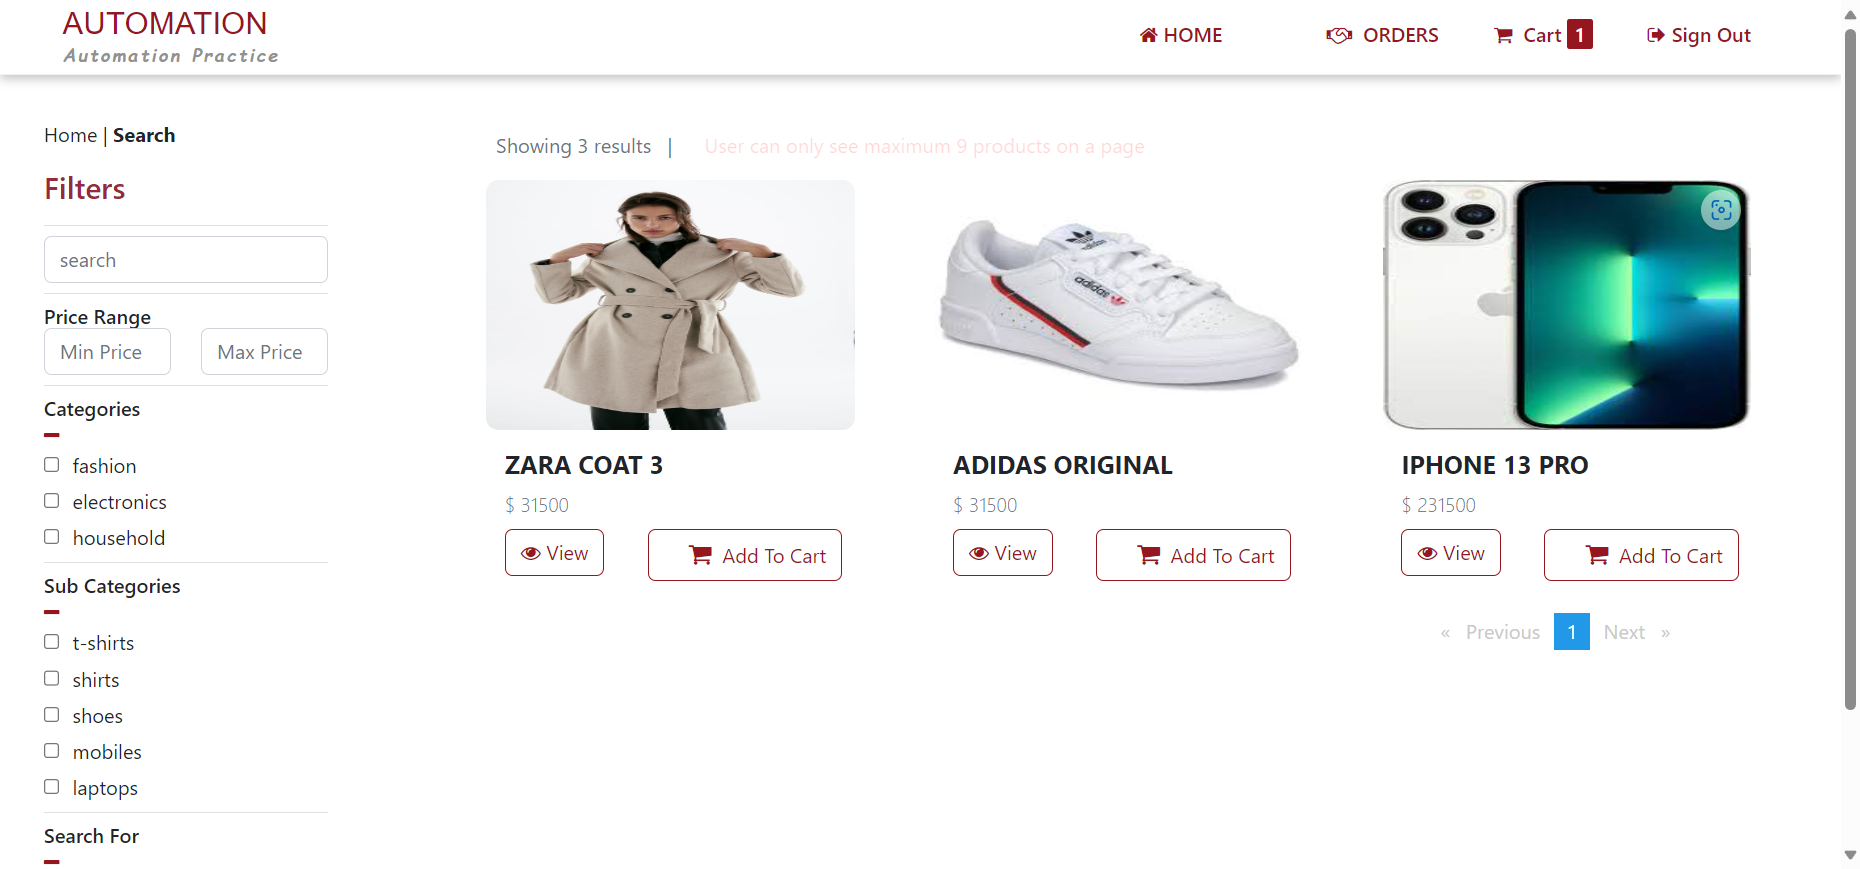 AUTOMATION
Automation Practice
HOME
ORDERS
Cart 1
Sign Out
Home | Search
Filters
search
Price Range
Min Price
Max Price
Categories
fashion
electronics
household
Sub Categories
t-shirts
shirts
shoes
mobiles
laptops
Search For
Showing 3 results |
User can only see maximum 9 products on a page
adidas
adidas
ZARA COAT 3
$ 31500
View
Add To Cart
ADIDAS ORIGINAL
$ 31500
View
Add To Cart
IPHONE 13 PRO
$ 231500
View
Add To Cart
« Previous 1 Next »